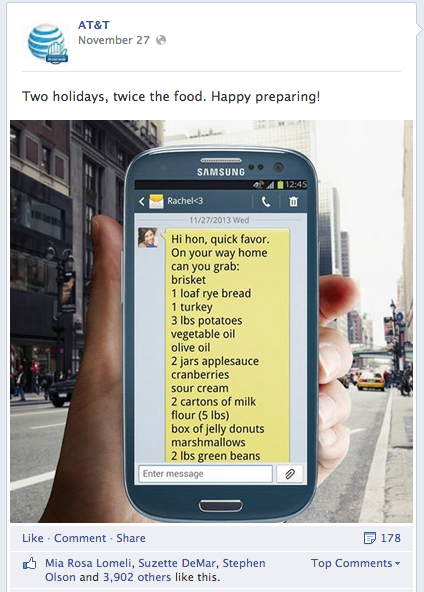 AT&T
November 27
Two holidays, twice the food. Happy preparing!
SAMSUNG
12:45
Rachel<3
11/27/2013 Wed
Hi hon, quick favor.
On your way home
can you grab:
brisket
1 loaf rye bread
1 turkey
3 lbs potatoes
vegetable oil
olive oil
2 jars applesauce
cranberries
sour cream
2 cartons of milk
flour (5 lbs)
box of jelly donuts
marshmallows
2 lbs green beans
Enter message
Like · Comment · Share
178
Mia Rosa Lomeli, Suzette DeMar, Stephen
Olson and 3,902 others like this.
Top Comments